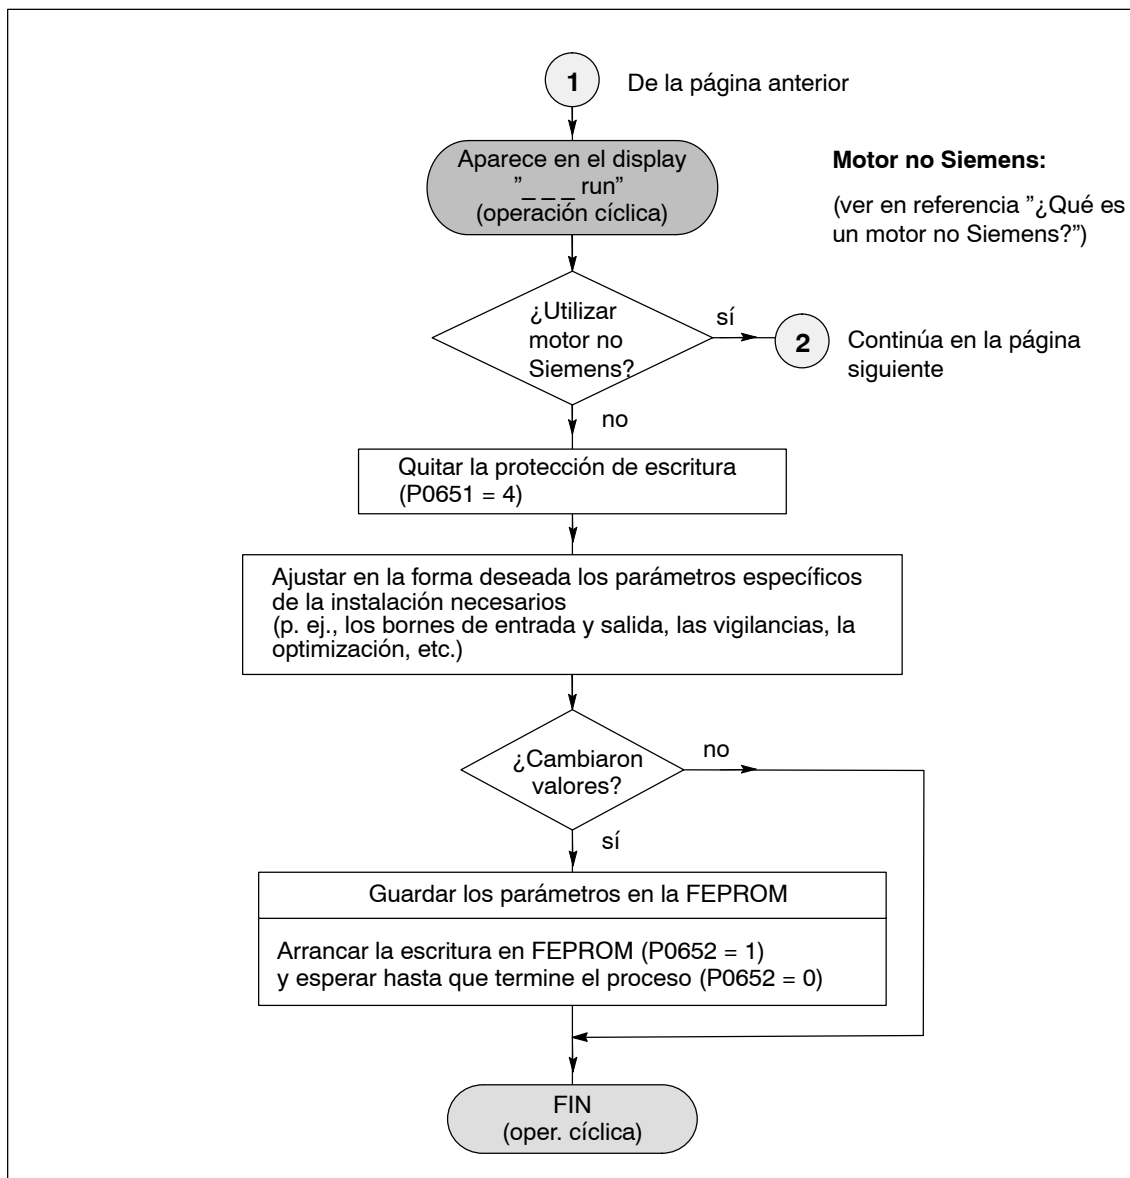 1
De la página anterior
Aparece en el display
”_ _ _ run”
(operación cíclica)
Motor no Siemens:
(ver en referencia ”¿Qué es
un motor no Siemens?”)
¿Utilizar
motor no
Siemens?
sí
2
Continúa en la página
siguiente
no
Quitar la protección de escritura
(P0651 = 4)
Ajustar en la forma deseada los parámetros específicos
de la instalación necesarios
(p. ej., los bornes de entrada y salida, las vigilancias, la
optimización, etc.)
¿Cambiaron
valores?
no
sí
Guardar los parámetros en la FEPROM
Arrancar la escritura en FEPROM (P0652 = 1)
y esperar hasta que termine el proceso (P0652 = 0)
FIN
(oper. cíclica)